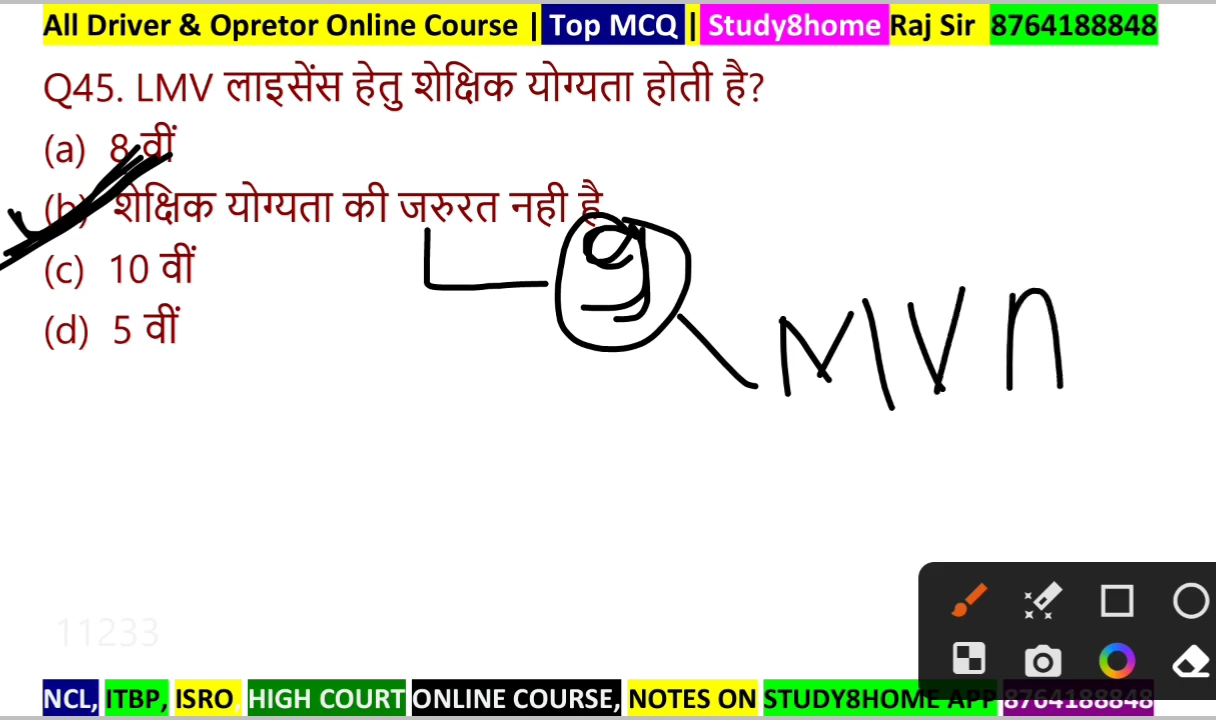 All Driver & Opretor Online Course | Top MCQ | Study8home Raj Sir 8764188848
Q45. LMV लाइसेंस हेतु शेक्षिक योग्यता होती है?
(a) 8 वीं
(b) शेक्षिक योग्यता की जरुरत नही है
(c) 10 वीं
(d) 5 वीं
MVn
11233
NCL, ITBP, ISRO, HIGH COURT ONLINE COURSE, NOTES ON STUDY8HOME APP 8764188848